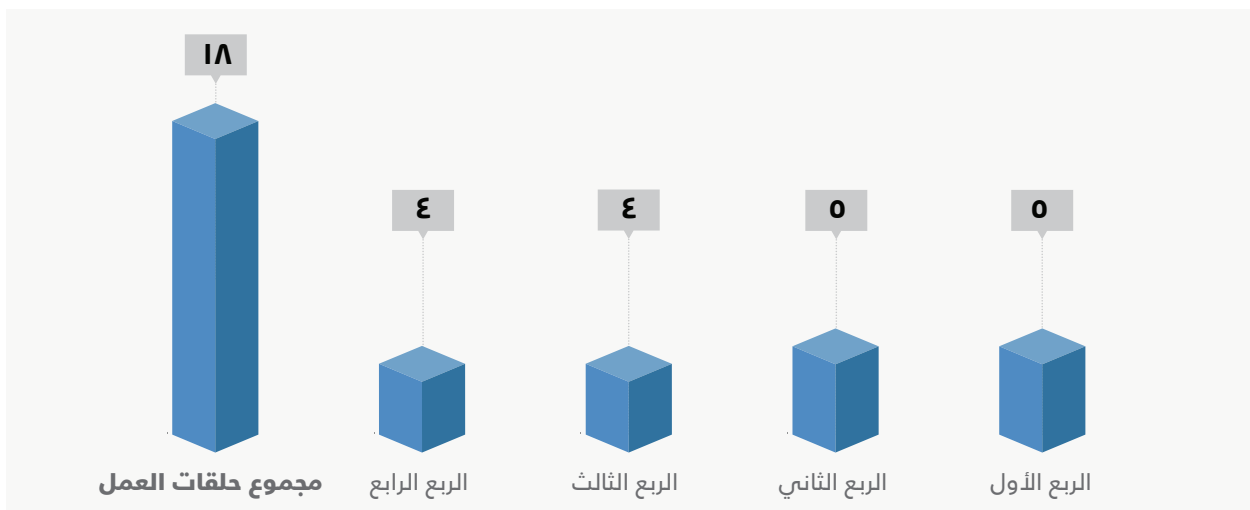 ١٨
٥
٥
٤
٤
الربع الأول
الربع الثاني
الربع الثالث
الربع الرابع
مجموع حلقات العمل